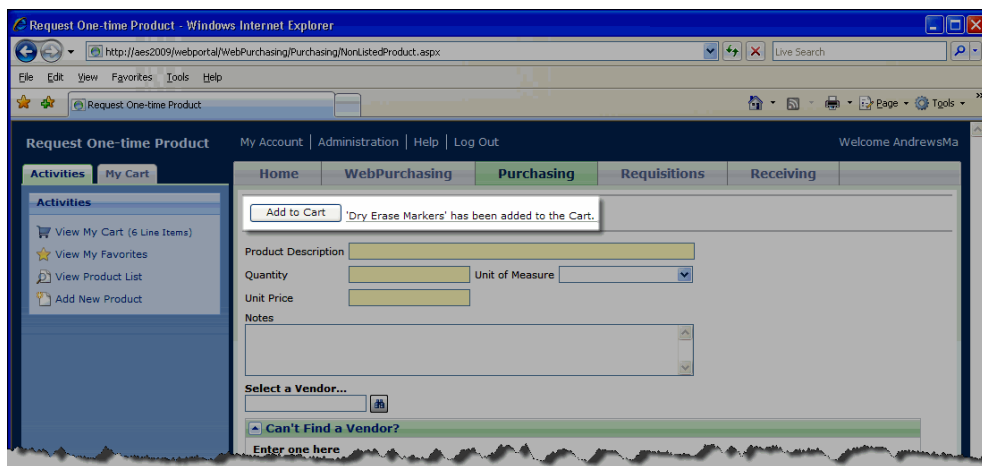 Request One-time Product - Windows Internet Explorer
http://aes2009/webportal/WebPurchasing/Purchasing/NonListedProduct.aspx
Live Search
File Edit View Favorites Tools Help
Request One-time Product
Page Tools »
Request One-time Product
My Account | Administration | Help | Log Out
Welcome AndrewsMa
Activities My Cart
Home WebPurchasing Purchasing Requisitions Receiving
Activities
View My Cart (6 Line Items)
View My Favorites
View Product List
Add New Product
Add to Cart 'Dry Erase Markers' has been added to the Cart.
Product Description
Quantity Unit of Measure
Unit Price
Notes
Select a Vendor...
Can't Find a Vendor?
Enter one here